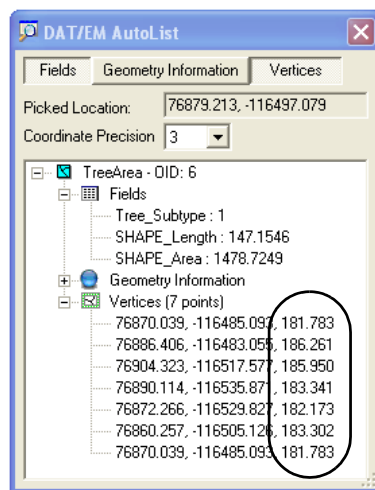 DAT/EM AutoList
Fields Geometry Information Vertices
Picked Location: 76879.213, -116497.079
Coordinate Precision 3
TreeArea - OID: 6
Fields
Tree_Subtype : 1
SHAPE_Length : 147.1546
SHAPE_Area : 1478.7249
Geometry Information
Vertices (7 points)
76870.039, -116485.093, 181.783
76886.406, -116483.055, 186.261
76904.323, -116517.577, 185.950
76890.114, -116535.871, 183.341
76872.266, -116529.827, 182.173
76860.257, -116505.126, 183.302
76870.039, -116485.093, 181.783